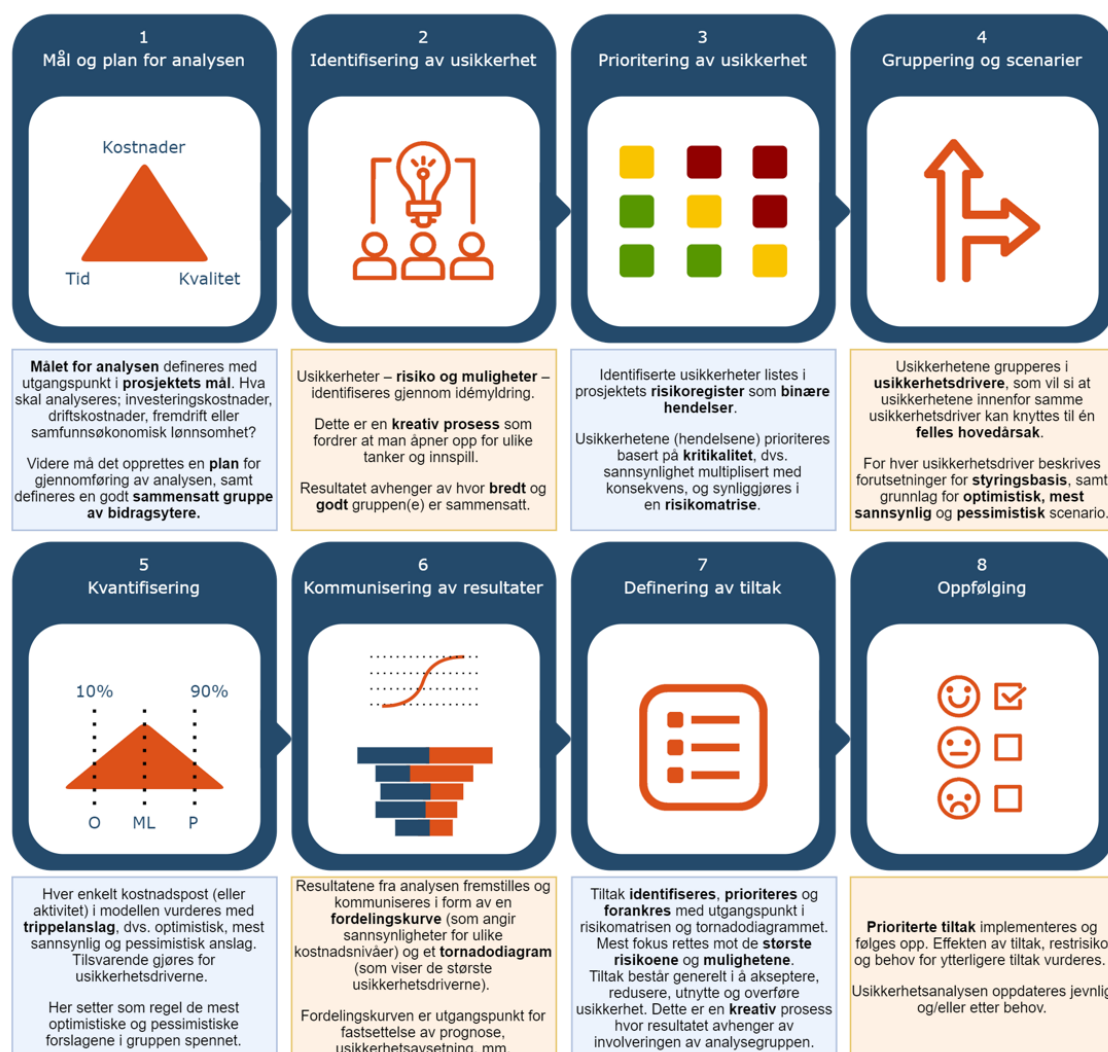 1
Mål og plan for analysen
Kostnader
Tid
Kvalitet
Målet for analysen defineres med
utgangspunkt i prosjektets mål. Hva
skal analyseres; investeringskostnader,
driftskostnader, fremdrift eller
samfunnsøkonomisk lønnsomhet?
Videre må det opprettes en plan for
gjennomføring av analysen, samt
defineres en godt sammensatt gruppe
av bidragsytere.
2
Identifisering av usikkerhet
Usikkerheter – risiko og muligheter –
identifiseres gjennom idémyldring.
Dette er en kreativ prosess som
fordrer at man åpner opp for ulike
tanker og innspill.
Resultatet avhenger av hvor bredt og
godt gruppen(e) er sammensatt.
3
Prioritering av usikkerhet
Identifiserte usikkerheter listes i
prosjektets risikoregister som binære
hendelser.
Usikkerhetene (hendelsene) prioriteres
basert på kritikalitet, dvs.
sannsynlighet multiplisert med
konsekvens, og synliggjøres i
en risikomatrise.
4
Gruppering og scenarier
Usikkerhetene grupperes i
usikkerhetsdrivere, som vil si at
usikkerhetene innenfor samme
usikkerhetsdriver kan knyttes til én
felles hovedårsak.
For hver usikkerhetsdriver beskrives
forutsetninger for styringsbasis, samt
grunnlag for optimistisk, mest
sannsynlig og pessimistisk scenario.
5
Kvantifisering
10%
90%
O
ML
P
Hver enkelt kostnadspost (eller
aktivitet) i modellen vurderes med
trippelanslag, dvs. optimistisk, mest
sannsynlig og pessimistisk anslag.
Tilsvarende gjøres for
usikkerhetsdriverne.
Her setter som regel de mest
optimistiske og pessimistiske
forslagene i gruppen spennet.
6
Kommunisering av resultater
Resultatene fra analysen fremstilles og
kommuniseres i form av en
fordelingskurve (som angir
sannsynligheter for ulike
kostnadsnivåer) og et tornadodiagram
(som viser de største
usikkerhetsdriverne).
Fordelingskurven er utgangspunkt for
fastsettelse av prognose,
usikkerhetsavsetning, mm.
7
Definering av tiltak
Tiltak identifiseres, prioriteres og
forankres med utgangspunkt i
risikomatrisen og tornadodiagrammet.
Mest fokus rettes mot de største
risikoene og mulighetene.
Tiltak består generelt i å akseptere,
redusere, utnytte og overføre
usikkerhet. Dette er en kreativ prosess
hvor resultatet avhenger av
involveringen av analysegruppen.
8
Oppfølging
Prioriterte tiltak implementeres og
følges opp. Effekten av tiltak, restrisiko
og behov for ytterligere tiltak vurderes.
Usikkerhetsanalysen oppdateres jevnlig
og/eller etter behov.